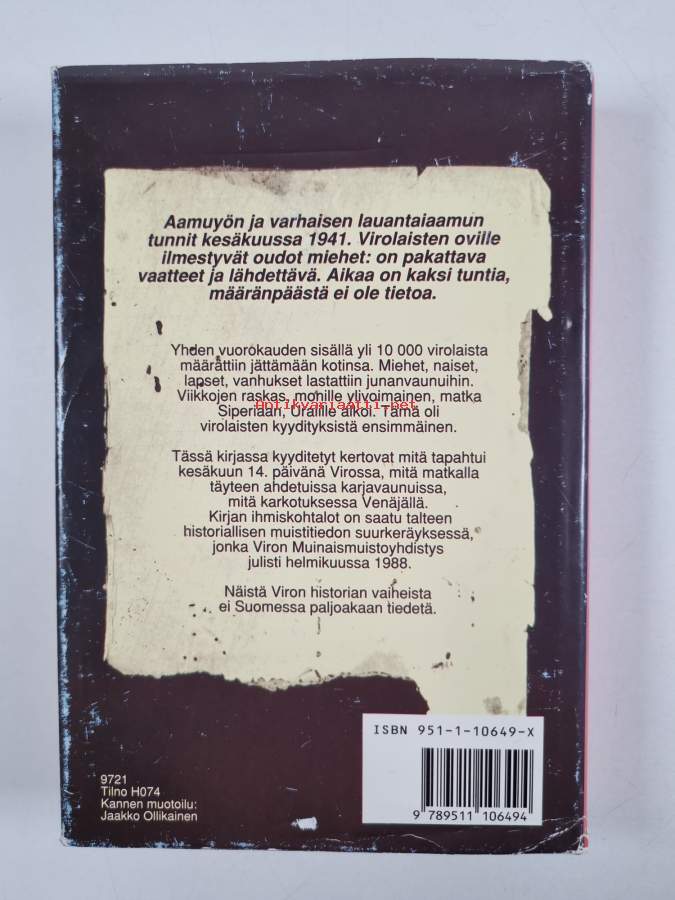 Aamuyön ja varhaisen lauantaiaamun
tunnit kesäkuussa 1941. Virolaisten oville
ilmestyvät oudot miehet: on pakattava
vaatteet ja lähdettävä. Aikaa on kaksi tuntia,
määränpäästä ei ole tietoa.
Yhden vuorokauden sisällä yli 10 000 virolaista
määrättiin jättämään kotinsa. Miehet, naiset,
lapset, vanhukset lastattiin junanvaunuihin.
Viikkojen raskas, monille ylivoimainen, matka
antikvariaatti.net
Siperiaan, Uralille alkoi. Tämä oli
virolaisten kyydityksistä ensimmäinen.
Tässä kirjassa kyyditetyt kertovat mitä tapahtui
kesäkuun 14. päivänä Virossa, mitä matkalla
täyteen ahdetuissa karjavaunuissa,
mitä karkotuksessa Venäjällä.
Kirjan ihmiskohtalot on saatu talteen
historiallisen muistitiedon suurkeräyksessä,
jonka Viron Muinaismuistoyhdistys
julisti helmikuussa 1988.
Näistä Viron historian vaiheista
ei Suomessa paljoakaan tiedetä.
ISBN 951-1-10649-X
9 789511 106494
9721
Tilno H074
Kannen muotoilu:
Jaakko Ollikainen